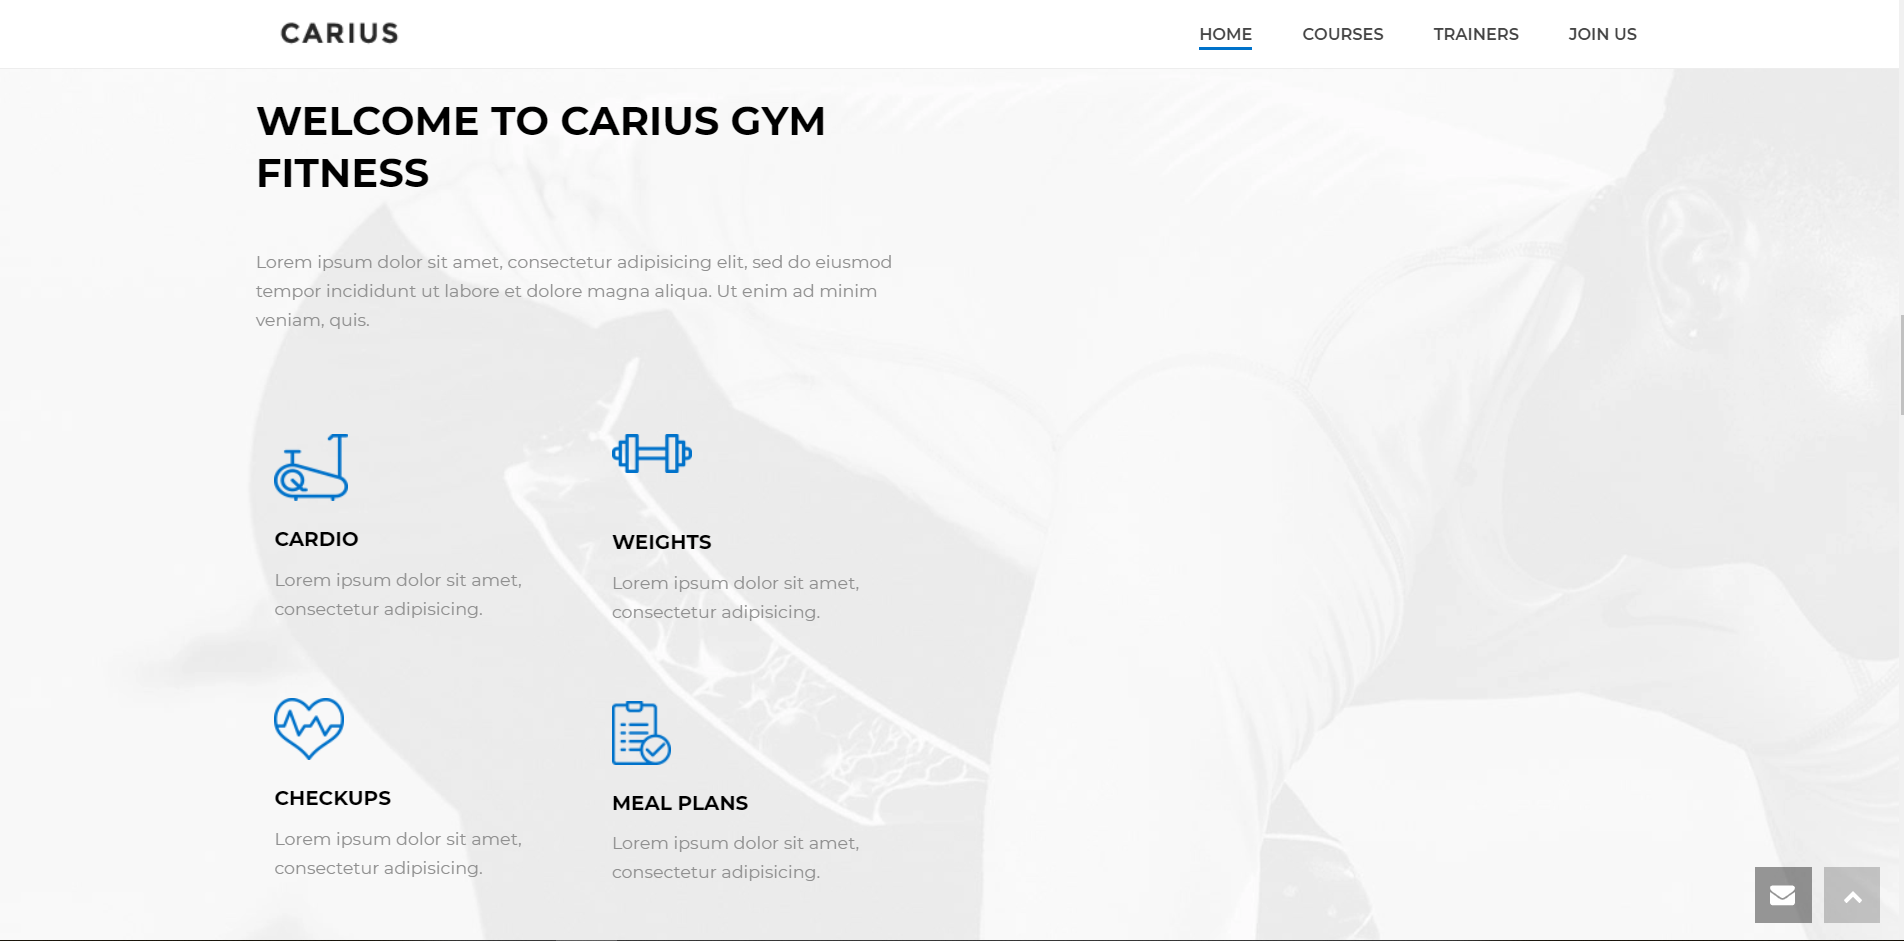 CARIUS
HOME COURSES TRAINERS JOIN US
WELCOME TO CARIUS GYM
FITNESS
Lorem ipsum dolor sit amet, consectetur adipisicing elit, sed do eiusmod
tempor incididunt ut labore et dolore magna aliqua. Ut enim ad minim
veniam, quis.
CARDIO
Lorem ipsum dolor sit amet,
consectetur adipisicing.
WEIGHTS
Lorem ipsum dolor sit amet,
consectetur adipisicing.
CHECKUPS
Lorem ipsum dolor sit amet,
consectetur adipisicing.
MEAL PLANS
Lorem ipsum dolor sit amet,
consectetur adipisicing.